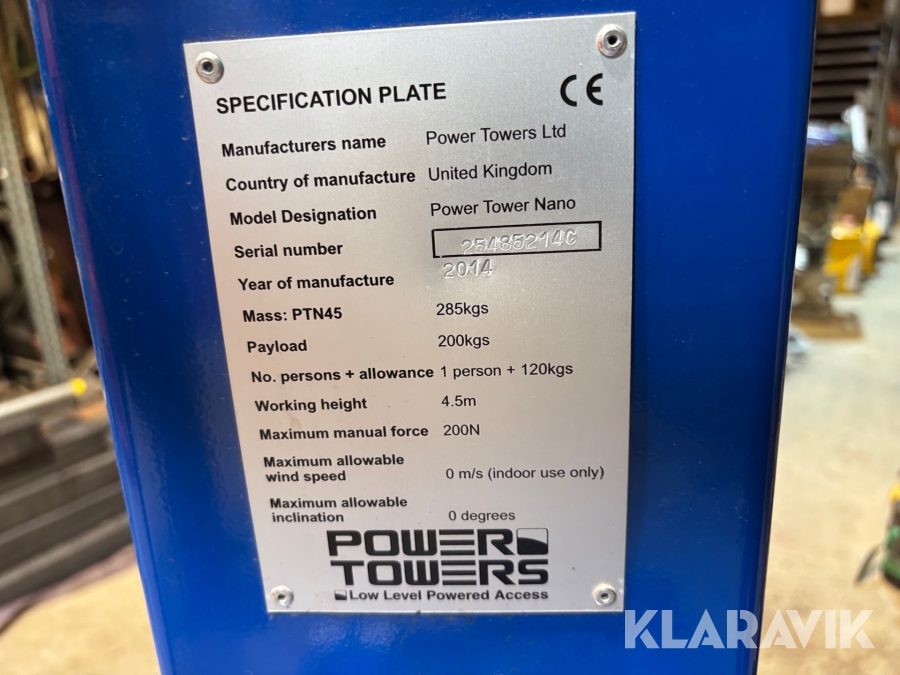 SPECIFICATION PLATE CE
Manufacturers name Power Towers Ltd
Country of manufacture United Kingdom
Model Designation Power Tower Nano
Serial number 25485214G
Year of manufacture 2014
Mass: PTN45 285kgs
Payload 200kgs
No. persons + allowance 1 person + 120kgs
Working height 4.5m
Maximum manual force 200N
Maximum allowable
wind speed 0 m/s (indoor use only)
Maximum allowable
inclination 0 degrees
POWER
TOWERS
Low Level Powered Access
KLARAVIK